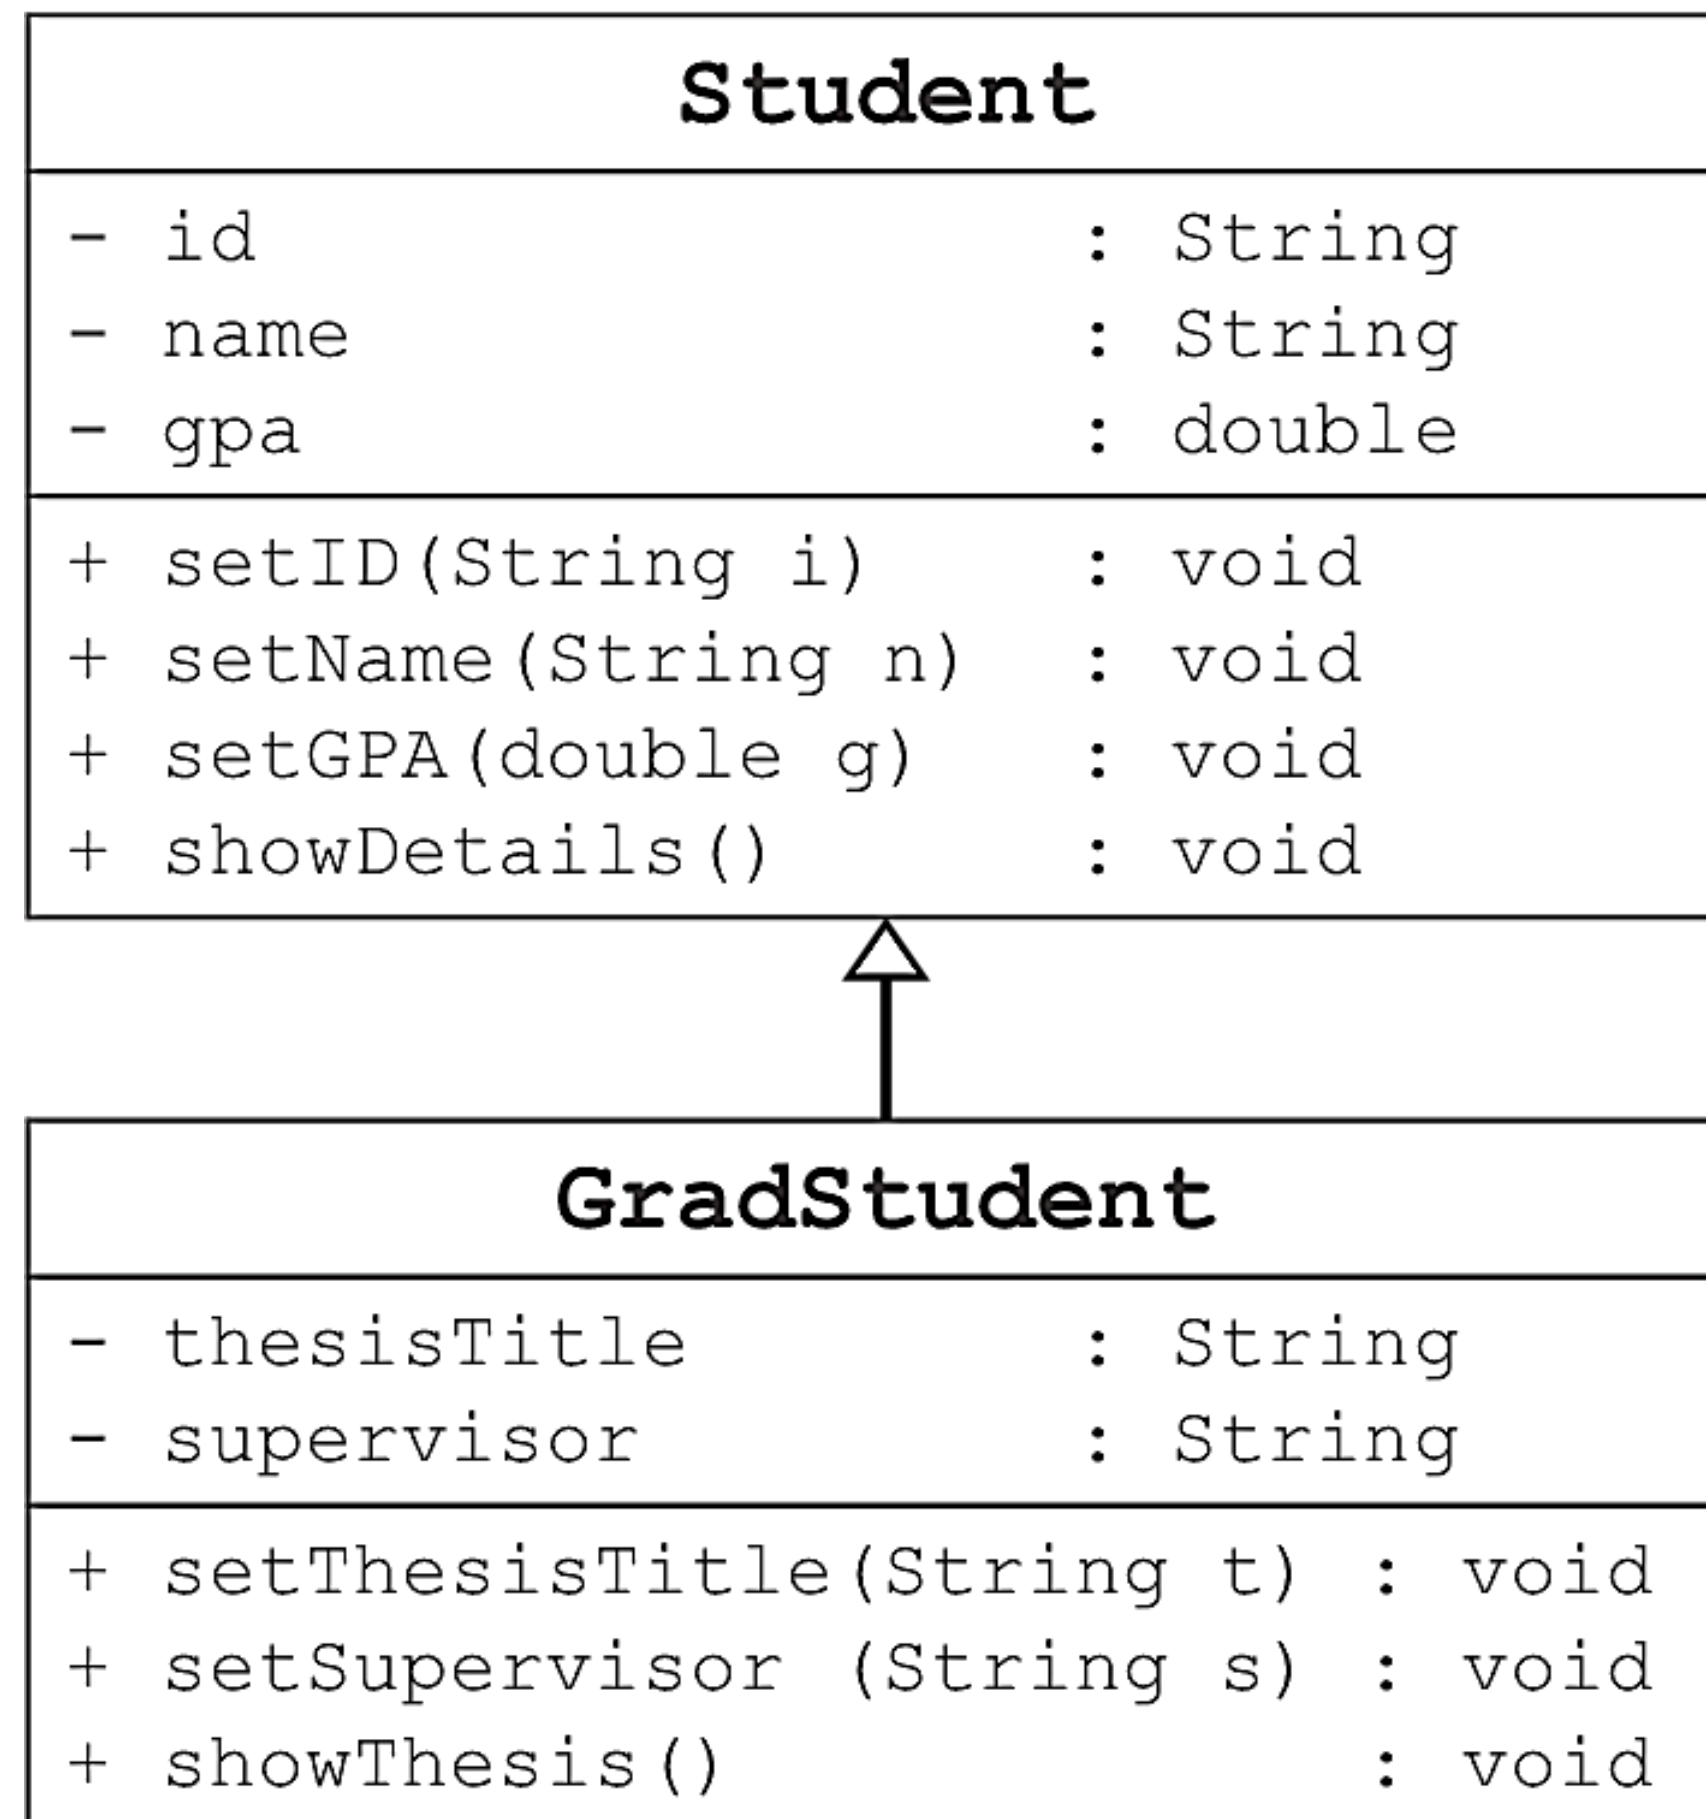 Student
- id : String
- name : String
- gpa : double
+ setID(String i) : void
+ setName(String n) : void
+ setGPA(double g) : void
+ showDetails() : void
GradStudent
- thesisTitle : String
- supervisor : String
+ setThesisTitle(String t) : void
+ setSupervisor (String s) : void
+ showThesis() : void